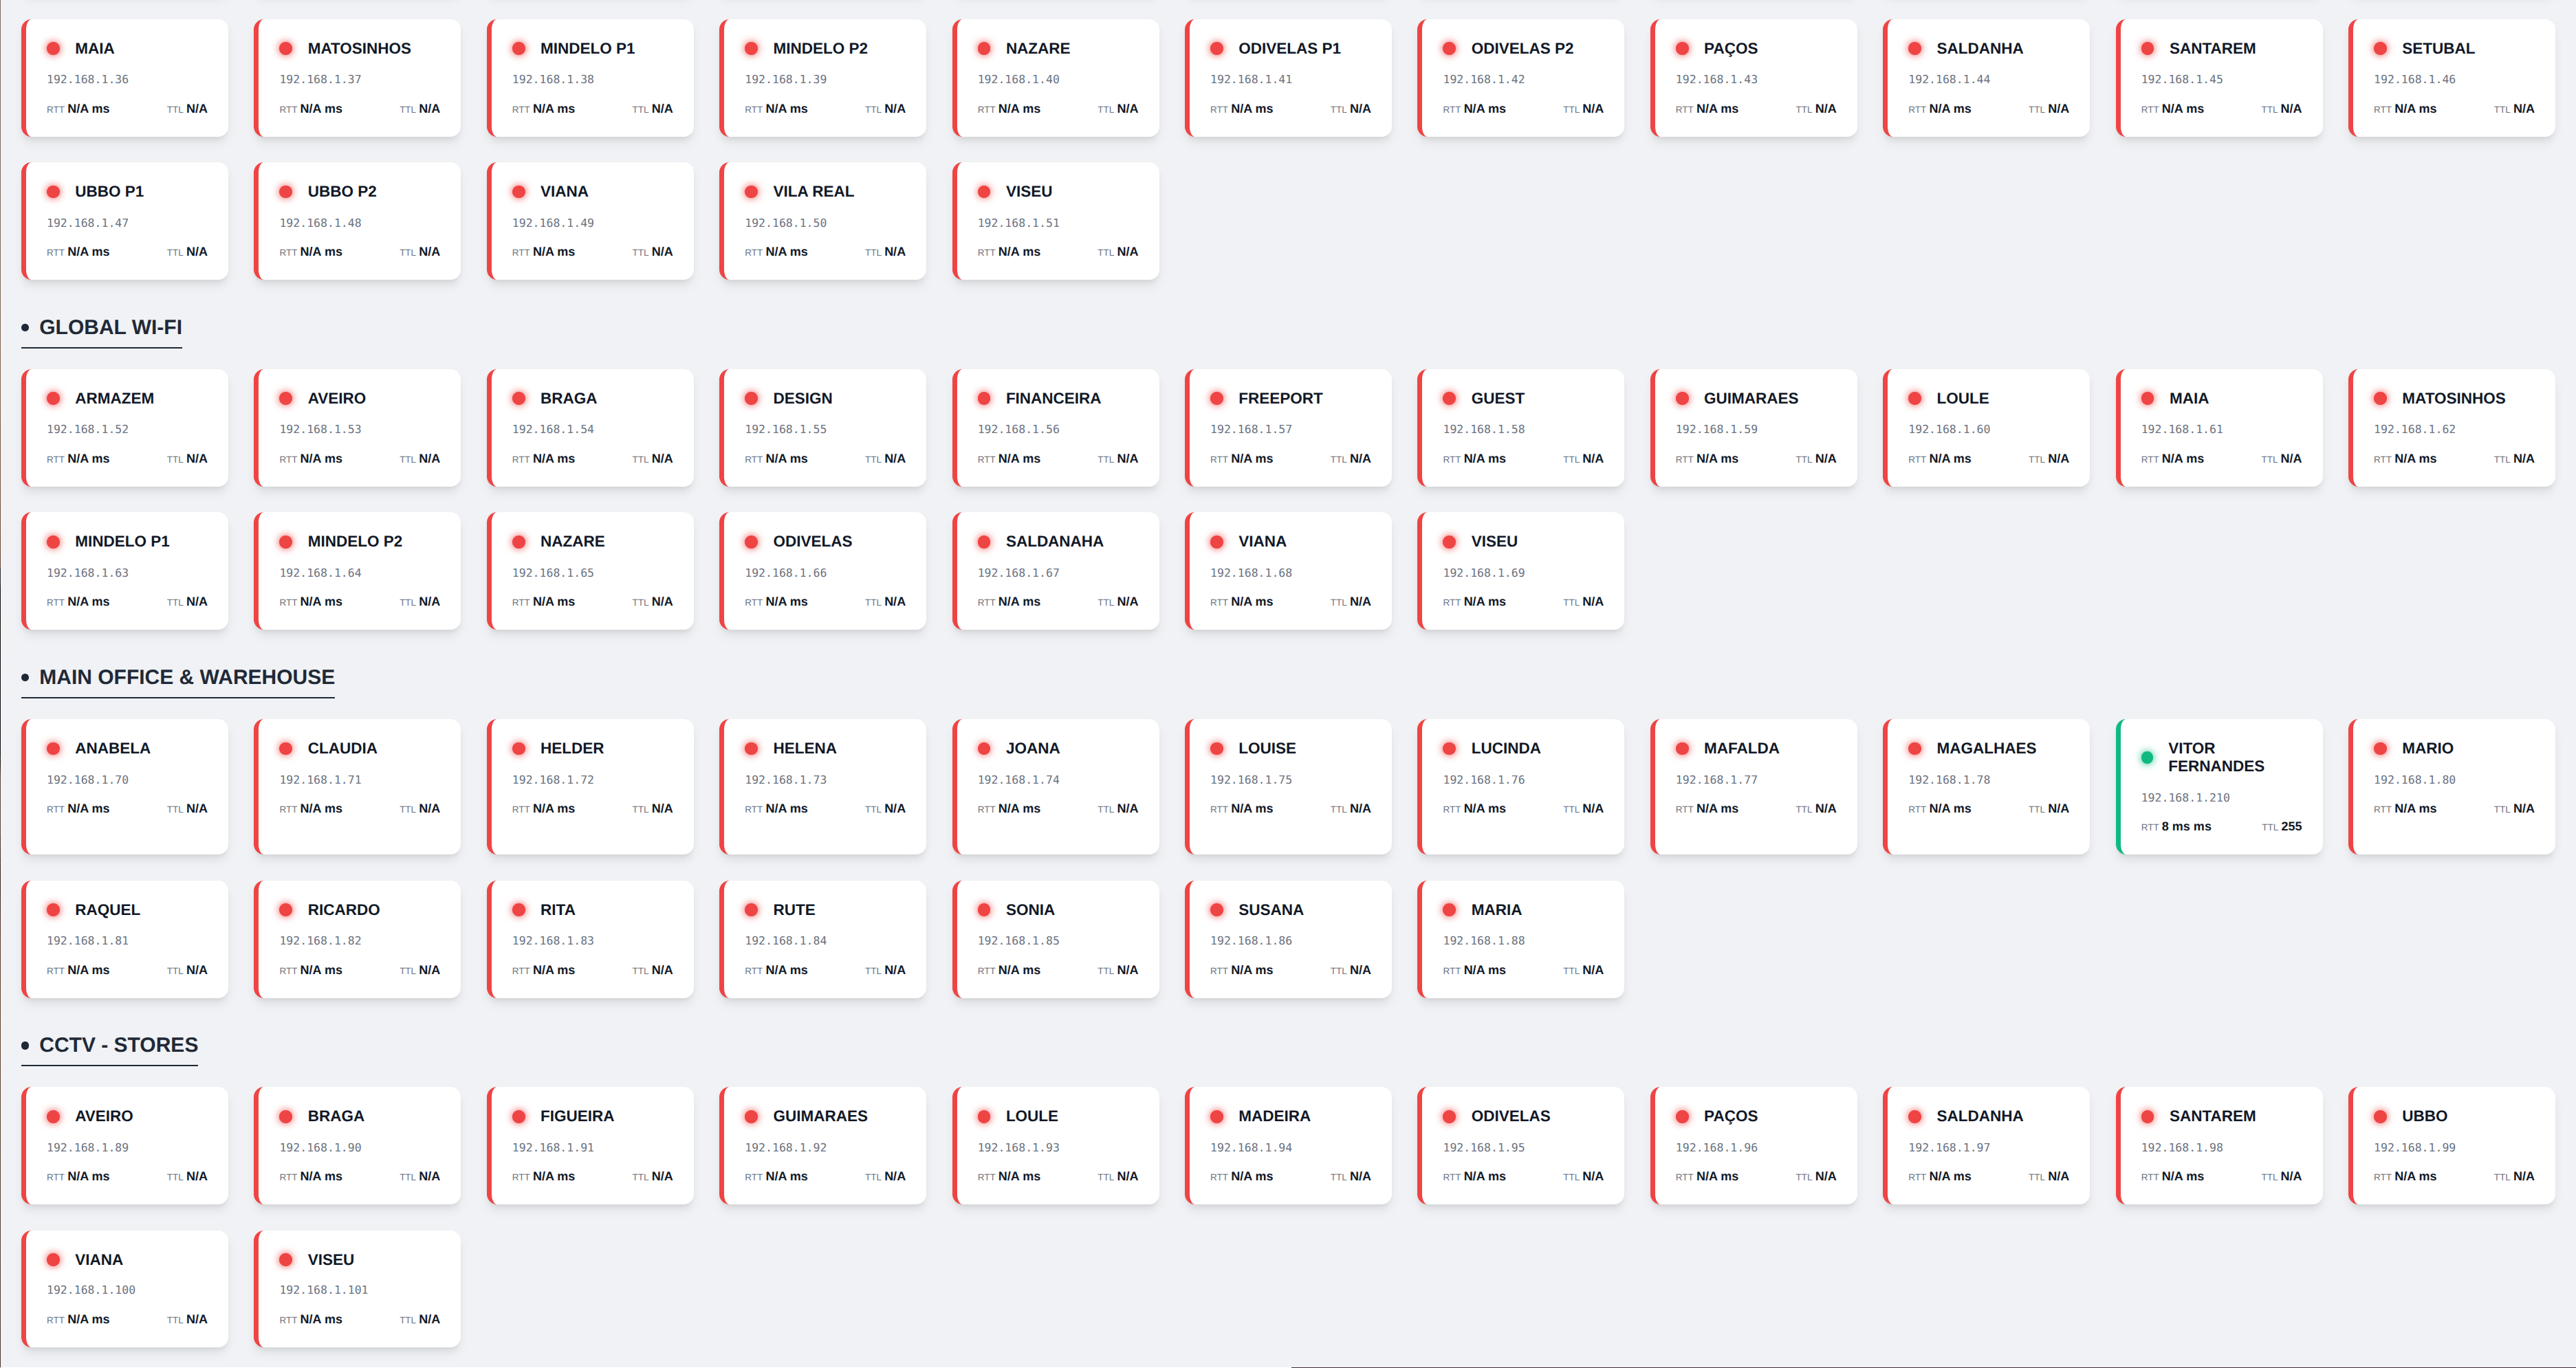 MAIA
192.168.1.36
RTT N/A ms TTL N/A
MATOSINHOS
192.168.1.37
RTT N/A ms TTL N/A
MINDELO P1
192.168.1.38
RTT N/A ms TTL N/A
MINDELO P2
192.168.1.39
RTT N/A ms TTL N/A
NAZARE
192.168.1.40
RTT N/A ms TTL N/A
ODIVELAS P1
192.168.1.41
RTT N/A ms TTL N/A
ODIVELAS P2
192.168.1.42
RTT N/A ms TTL N/A
PAÇOS
192.168.1.43
RTT N/A ms TTL N/A
SALDANHA
192.168.1.44
RTT N/A ms TTL N/A
SANTAREM
192.168.1.45
RTT N/A ms TTL N/A
SETUBAL
192.168.1.46
RTT N/A ms TTL N/A
UBBO P1
192.168.1.47
RTT N/A ms TTL N/A
UBBO P2
192.168.1.48
RTT N/A ms TTL N/A
VIANA
192.168.1.49
RTT N/A ms TTL N/A
VILA REAL
192.168.1.50
RTT N/A ms TTL N/A
VISEU
192.168.1.51
RTT N/A ms TTL N/A
• GLOBAL WI-FI
ARMAZEM
192.168.1.52
RTT N/A ms TTL N/A
AVEIRO
192.168.1.53
RTT N/A ms TTL N/A
BRAGA
192.168.1.54
RTT N/A ms TTL N/A
DESIGN
192.168.1.55
RTT N/A ms TTL N/A
FINANCEIRA
192.168.1.56
RTT N/A ms TTL N/A
FREEPORT
192.168.1.57
RTT N/A ms TTL N/A
GUEST
192.168.1.58
RTT N/A ms TTL N/A
GUIMARAES
192.168.1.59
RTT N/A ms TTL N/A
LOULE
192.168.1.60
RTT N/A ms TTL N/A
MAIA
192.168.1.61
RTT N/A ms TTL N/A
MATOSINHOS
192.168.1.62
RTT N/A ms TTL N/A
MINDELO P1
192.168.1.63
RTT N/A ms TTL N/A
MINDELO P2
192.168.1.64
RTT N/A ms TTL N/A
NAZARE
192.168.1.65
RTT N/A ms TTL N/A
ODIVELAS
192.168.1.66
RTT N/A ms TTL N/A
SALDANAHA
192.168.1.67
RTT N/A ms TTL N/A
VIANA
192.168.1.68
RTT N/A ms TTL N/A
VISEU
192.168.1.69
RTT N/A ms TTL N/A
• MAIN OFFICE & WAREHOUSE
ANABELA
192.168.1.70
RTT N/A ms TTL N/A
CLAUDIA
192.168.1.71
RTT N/A ms TTL N/A
HELDER
192.168.1.72
RTT N/A ms TTL N/A
HELENA
192.168.1.73
RTT N/A ms TTL N/A
JOANA
192.168.1.74
RTT N/A ms TTL N/A
LOUISE
192.168.1.75
RTT N/A ms TTL N/A
LUCINDA
192.168.1.76
RTT N/A ms TTL N/A
MAFALDA
192.168.1.77
RTT N/A ms TTL N/A
MAGALHAES
192.168.1.78
RTT N/A ms TTL N/A
VITOR
FERNANDES
192.168.1.210
RTT 8 ms ms TTL 255
MARIO
192.168.1.80
RTT N/A ms TTL N/A
RAQUEL
192.168.1.81
RTT N/A ms TTL N/A
RICARDO
192.168.1.82
RTT N/A ms TTL N/A
RITA
192.168.1.83
RTT N/A ms TTL N/A
RUTE
192.168.1.84
RTT N/A ms TTL N/A
SONIA
192.168.1.85
RTT N/A ms TTL N/A
SUSANA
192.168.1.86
RTT N/A ms TTL N/A
MARIA
192.168.1.88
RTT N/A ms TTL N/A
• CCTV - STORES
AVEIRO
192.168.1.89
RTT N/A ms TTL N/A
BRAGA
192.168.1.90
RTT N/A ms TTL N/A
FIGUEIRA
192.168.1.91
RTT N/A ms TTL N/A
GUIMARAES
192.168.1.92
RTT N/A ms TTL N/A
LOULE
192.168.1.93
RTT N/A ms TTL N/A
MADEIRA
192.168.1.94
RTT N/A ms TTL N/A
ODIVELAS
192.168.1.95
RTT N/A ms TTL N/A
PAÇOS
192.168.1.96
RTT N/A ms TTL N/A
SALDANHA
192.168.1.97
RTT N/A ms TTL N/A
SANTAREM
192.168.1.98
RTT N/A ms TTL N/A
UBBO
192.168.1.99
RTT N/A ms TTL N/A
VIANA
192.168.1.100
RTT N/A ms TTL N/A
VISEU
192.168.1.101
RTT N/A ms TTL N/A